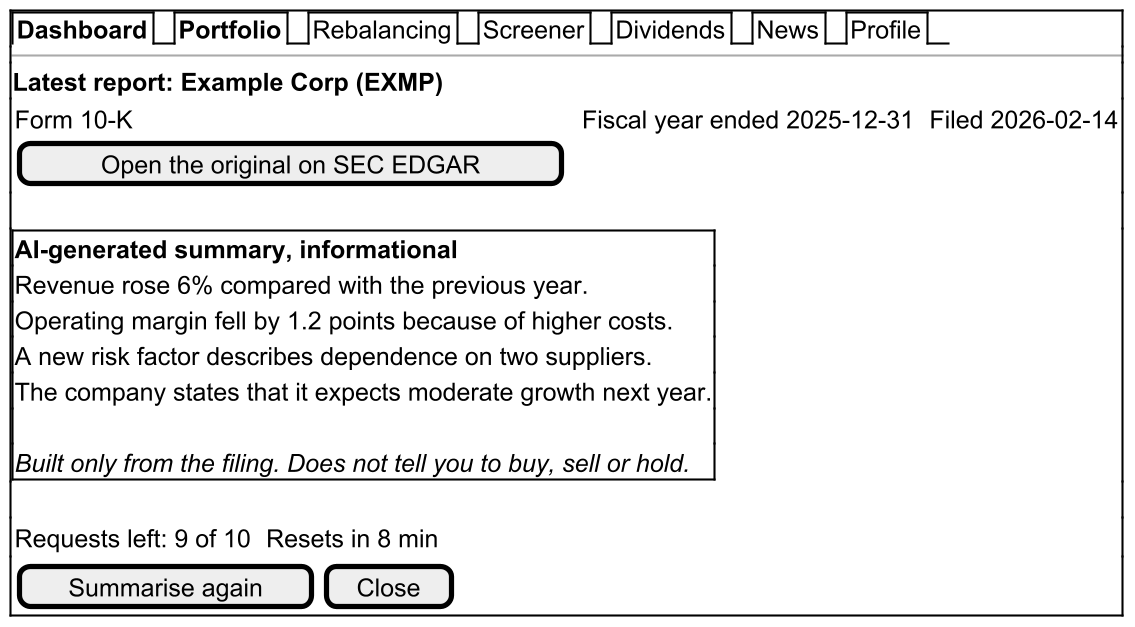 Dashboard Portfolio Rebalancing Screener Dividends News Profile
Latest report: Example Corp (EXMP)
Form 10-K Fiscal year ended 2025-12-31 Filed 2026-02-14
Open the original on SEC EDGAR
AI-generated summary, informational
Revenue rose 6% compared with the previous year.
Operating margin fell by 1.2 points because of higher costs.
A new risk factor describes dependence on two suppliers.
The company states that it expects moderate growth next year.
Built only from the filing. Does not tell you to buy, sell or hold.
Requests left: 9 of 10 Resets in 8 min
Summarise again Close